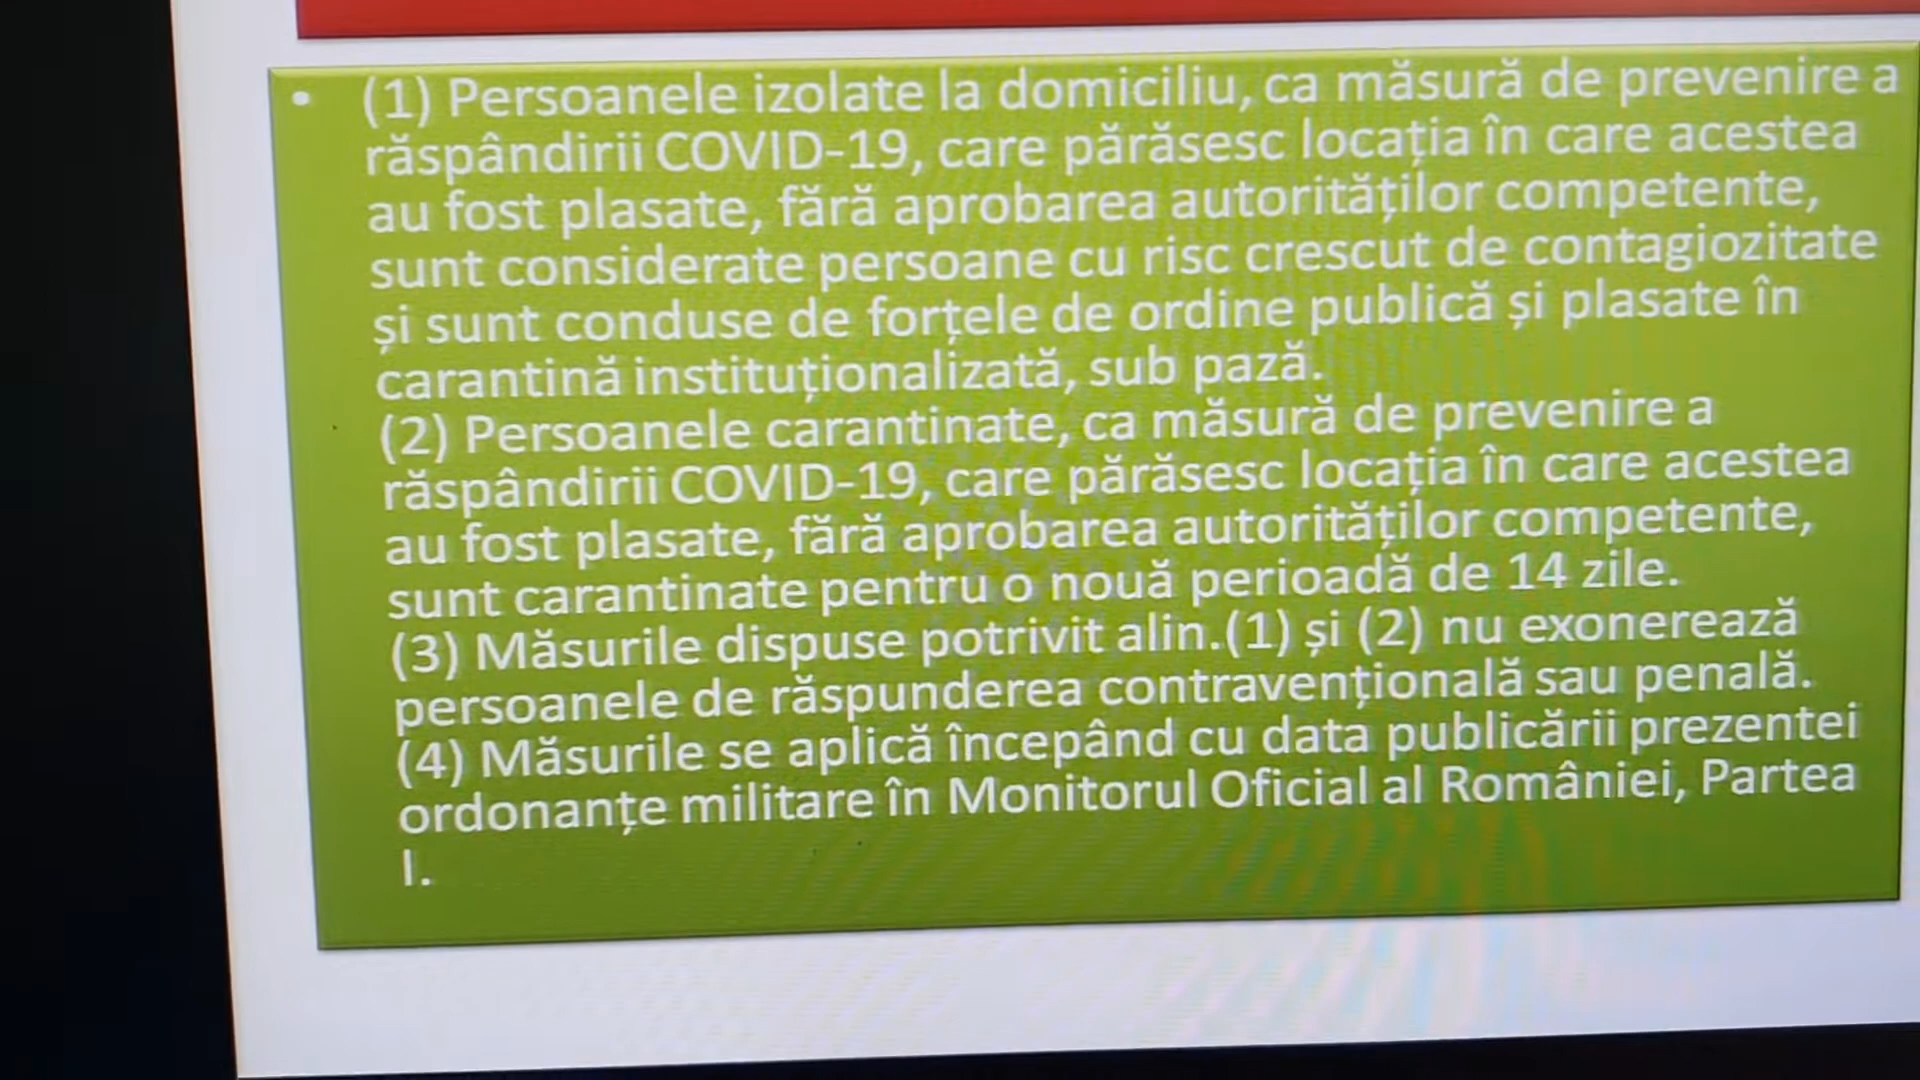 • (1) Persoanele izolate la domiciliu, ca măsură de prevenire a
răspândirii COVID-19, care părăsesc locația în care acestea
au fost plasate, fără aprobarea autorităților competente,
sunt considerate persoane cu risc crescut de contagiozitate
și sunt conduse de forțele de ordine publică și plasate în
carantină instituționalizată, sub pază.
(2) Persoanele carantinate, ca măsură de prevenire a
răspândirii COVID-19, care părăsesc locația în care acestea
au fost plasate, fără aprobarea autorităților competente,
sunt carantinate pentru o nouă perioadă de 14 zile.
(3) Măsurile dispuse potrivit alin.(1) și (2) nu exonerează
persoanele de răspunderea contravențională sau penală.
(4) Măsurile se aplică începând cu data publicării prezentei
ordonanțe militare în Monitorul Oficial al României, Partea
I.